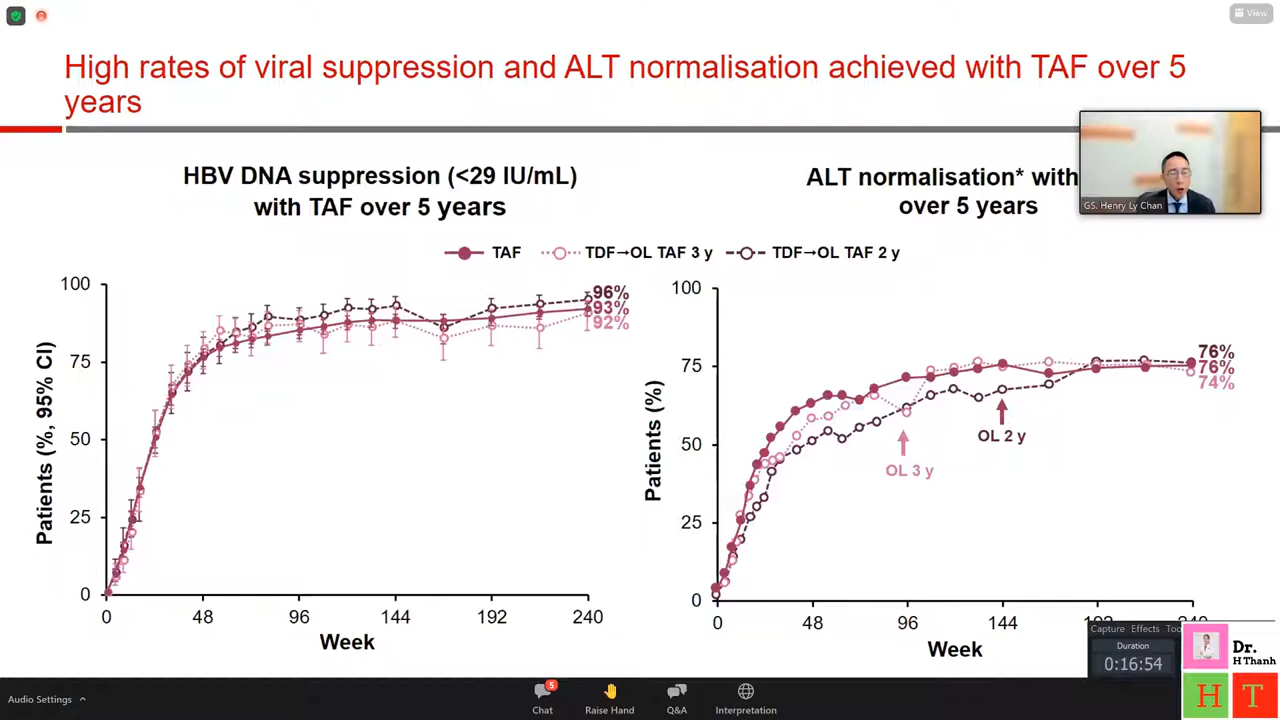 View
High rates of viral suppression and ALT normalisation achieved with TAF over 5
years
GS. Henry Ly Chan
HBV DNA suppression (<29 IU/mL)
with TAF over 5 years
ALT normalisation* with
over 5 years
TAF
TDF→OL TAF 3 y
TDF→OL TAF 2 y
Patients (%, 95% CI)
100
75
50
25
0
96%
93%
92%
0 48 96 144 192 240
Week
Patients (%)
100
75
50
25
0
76%
76%
74%
OL 3 y
OL 2 y
0 48 96 144 192 240
Week
Capture Effects Too
Duration
0:16:54
Dr.
H Thanh
H T
Audio Settings
5
Chat
Raise Hand
Q&A
Interpretation